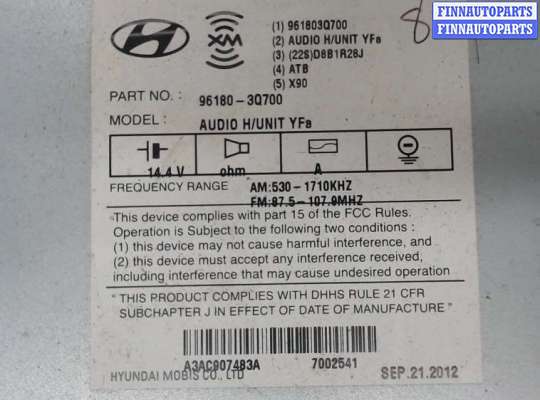 FINNAUTOPARTS
FINNAUTOPARTS
8
XM
(1) 961803Q700
(2) AUDIO H/UNIT YFa
(3) (22S)D8B1R28J
(4) ATB
(5) X90
PART NO. : 96180-3Q700
MODEL : AUDIO H/UNIT YFa
14.4 V ohm A
FREQUENCY RANGE AM:530-1710KHZ
FM:87.5-107.9MHZ
This device complies with part 15 of the FCC Rules.
Operation is Subject to the following two conditions :
(1) this device may not cause harmful interference, and
(2) this device must accept any interference received,
including interference that may cause undesired operation
" THIS PRODUCT COMPLIES WITH DHHS RULE 21 CFR
SUBCHAPTER J IN EFFECT OF DATE OF MANUFACTURE "
A3AC907483A 7002541
HYUNDAI MOBIS CO., LTD SEP.21.2012
FINNAUTOPARTS
FINNAUTOPARTS